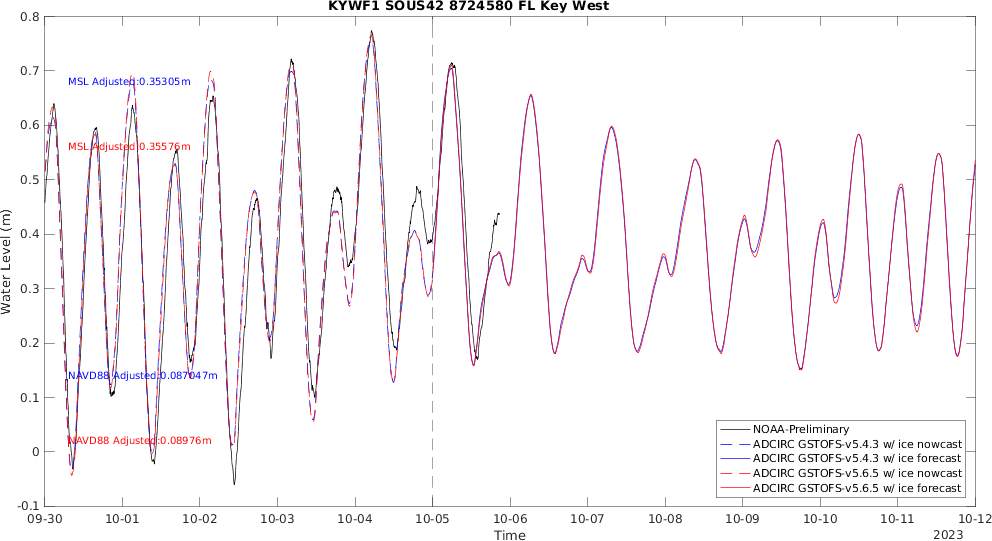 KYWF1 SOUS42 8724580 FL Key West
0.8
0.7
0.6
0.5
0.4
0.3
0.2
0.1
0
-0.1
Water Level (m)
MSL Adjusted:0.35305m
MSL Adjusted:0.35576m
NAVD88 Adjusted:0.087047m
NAVD88 Adjusted:0.08976m
NOAA-Preliminary
ADCIRC GSTOFS-v5.4.3 w/ ice nowcast
ADCIRC GSTOFS-v5.4.3 w/ ice forecast
ADCIRC GSTOFS-v5.6.5 w/ ice nowcast
ADCIRC GSTOFS-v5.6.5 w/ ice forecast
09-30 10-01 10-02 10-03 10-04 10-05 10-06 10-07 10-08 10-09 10-10 10-11 10-12
Time
2023